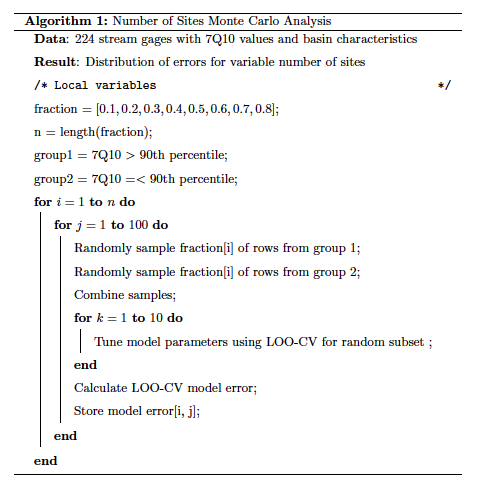 Algorithm 1: Number of Sites Monte Carlo Analysis
Data: 224 stream gages with 7Q10 values and basin characteristics
Result: Distribution of errors for variable number of sites
/* Local variables */
fraction = [0.1, 0.2, 0.3, 0.4, 0.5, 0.6, 0.7, 0.8];
n = length(fraction);
group1 = 7Q10 > 90th percentile;
group2 = 7Q10 =< 90th percentile;
for i = 1 to n do
for j = 1 to 100 do
Randomly sample fraction[i] of rows from group 1;
Randomly sample fraction[i] of rows from group 2;
Combine samples;
for k = 1 to 10 do
Tune model parameters using LOO-CV for random subset ;
end
Calculate LOO-CV model error;
Store model error[i, j];
end
end